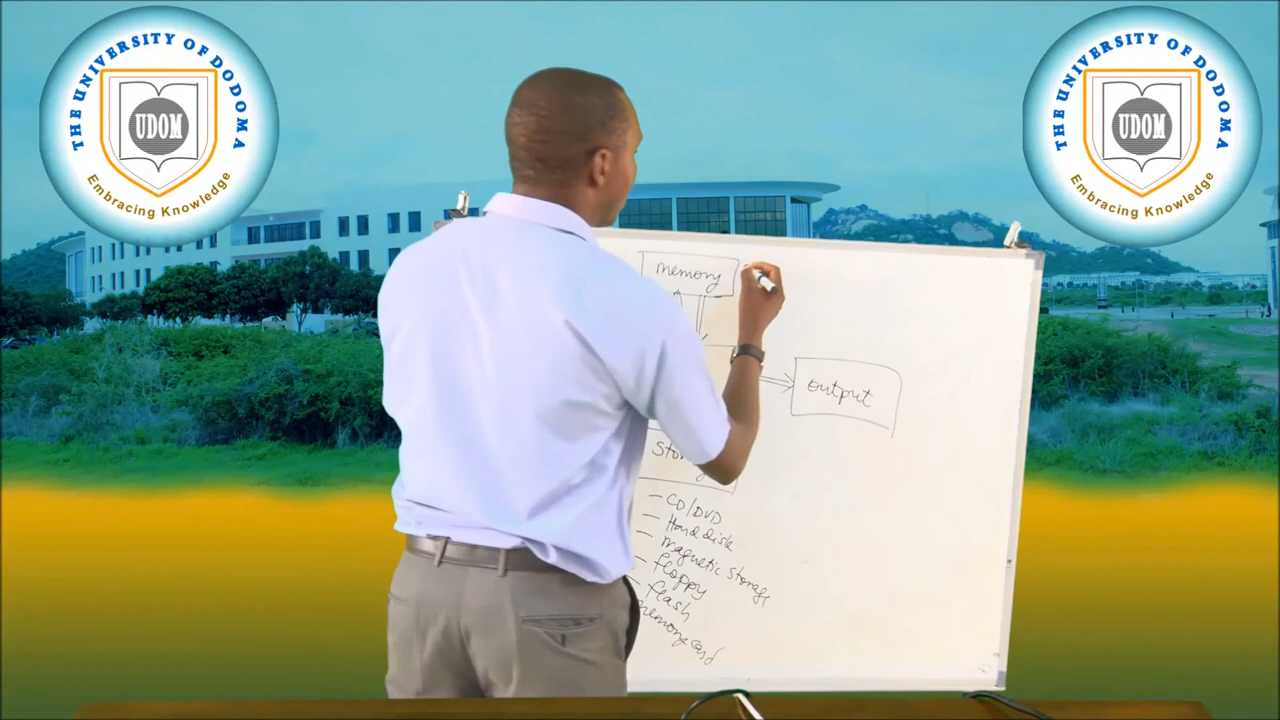 THE UNIVERSITY OF DODOMA
UDOM
Embracing Knowledge
THE UNIVERSITY OF DODOMA
UDOM
Embracing Knowledge
memory
output
- CD/DVD
- Hard disk
- magnetic storage
- floppy
- flash
memory card